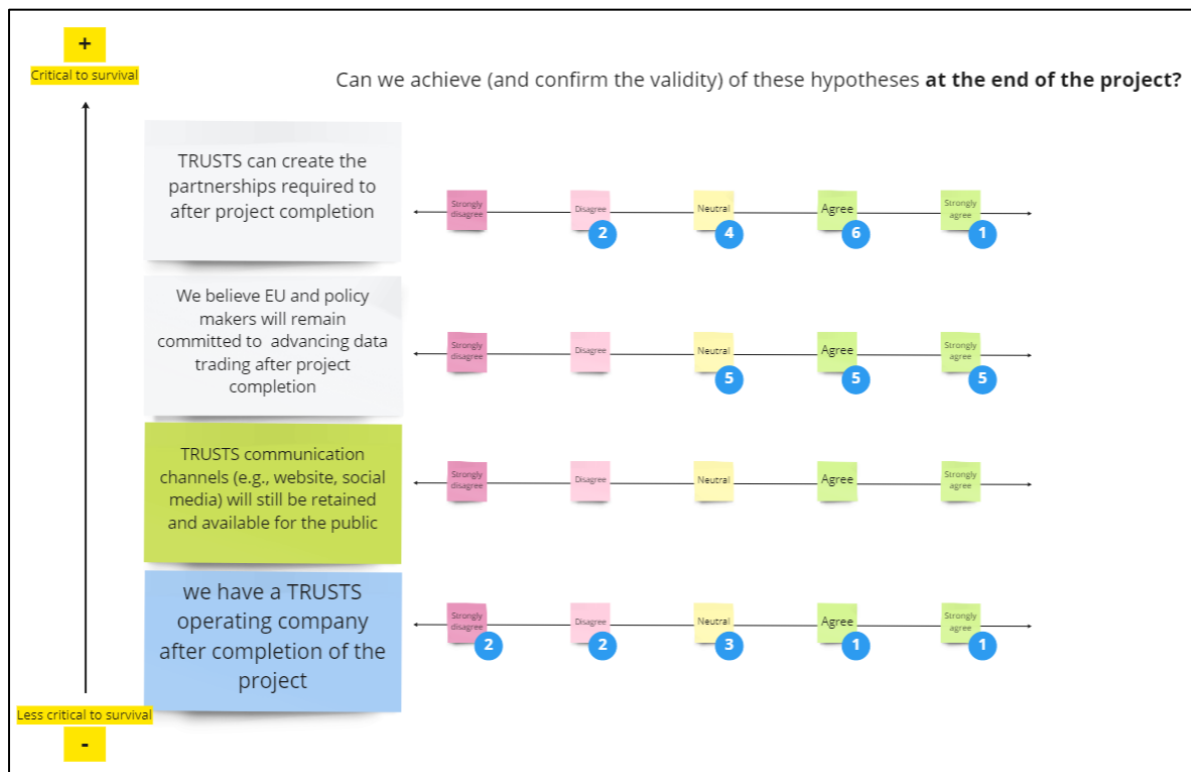 +
Critical to survival
Can we achieve (and confirm the validity) of these hypotheses at the end of the project?
TRUSTS can create the
partnerships required to
after project completion
Strongly
disagree
Disagree
2
Neutral
4
Agree
6
Strongly
agree
1
We believe EU and policy
makers will remain
committed to advancing data
trading after project
completion
Strongly
disagree
Disagree
Neutral
5
Agree
5
Strongly
agree
5
TRUSTS communication
channels (e.g., website, social
media) will still be retained
and available for the public
Strongly
disagree
Disagree
Neutral
Agree
Strongly
agree
we have a TRUSTS
operating company
after completion of the
project
Strongly
disagree
2
Disagree
2
Neutral
3
Agree
1
Strongly
agree
1
Less critical to survival
-